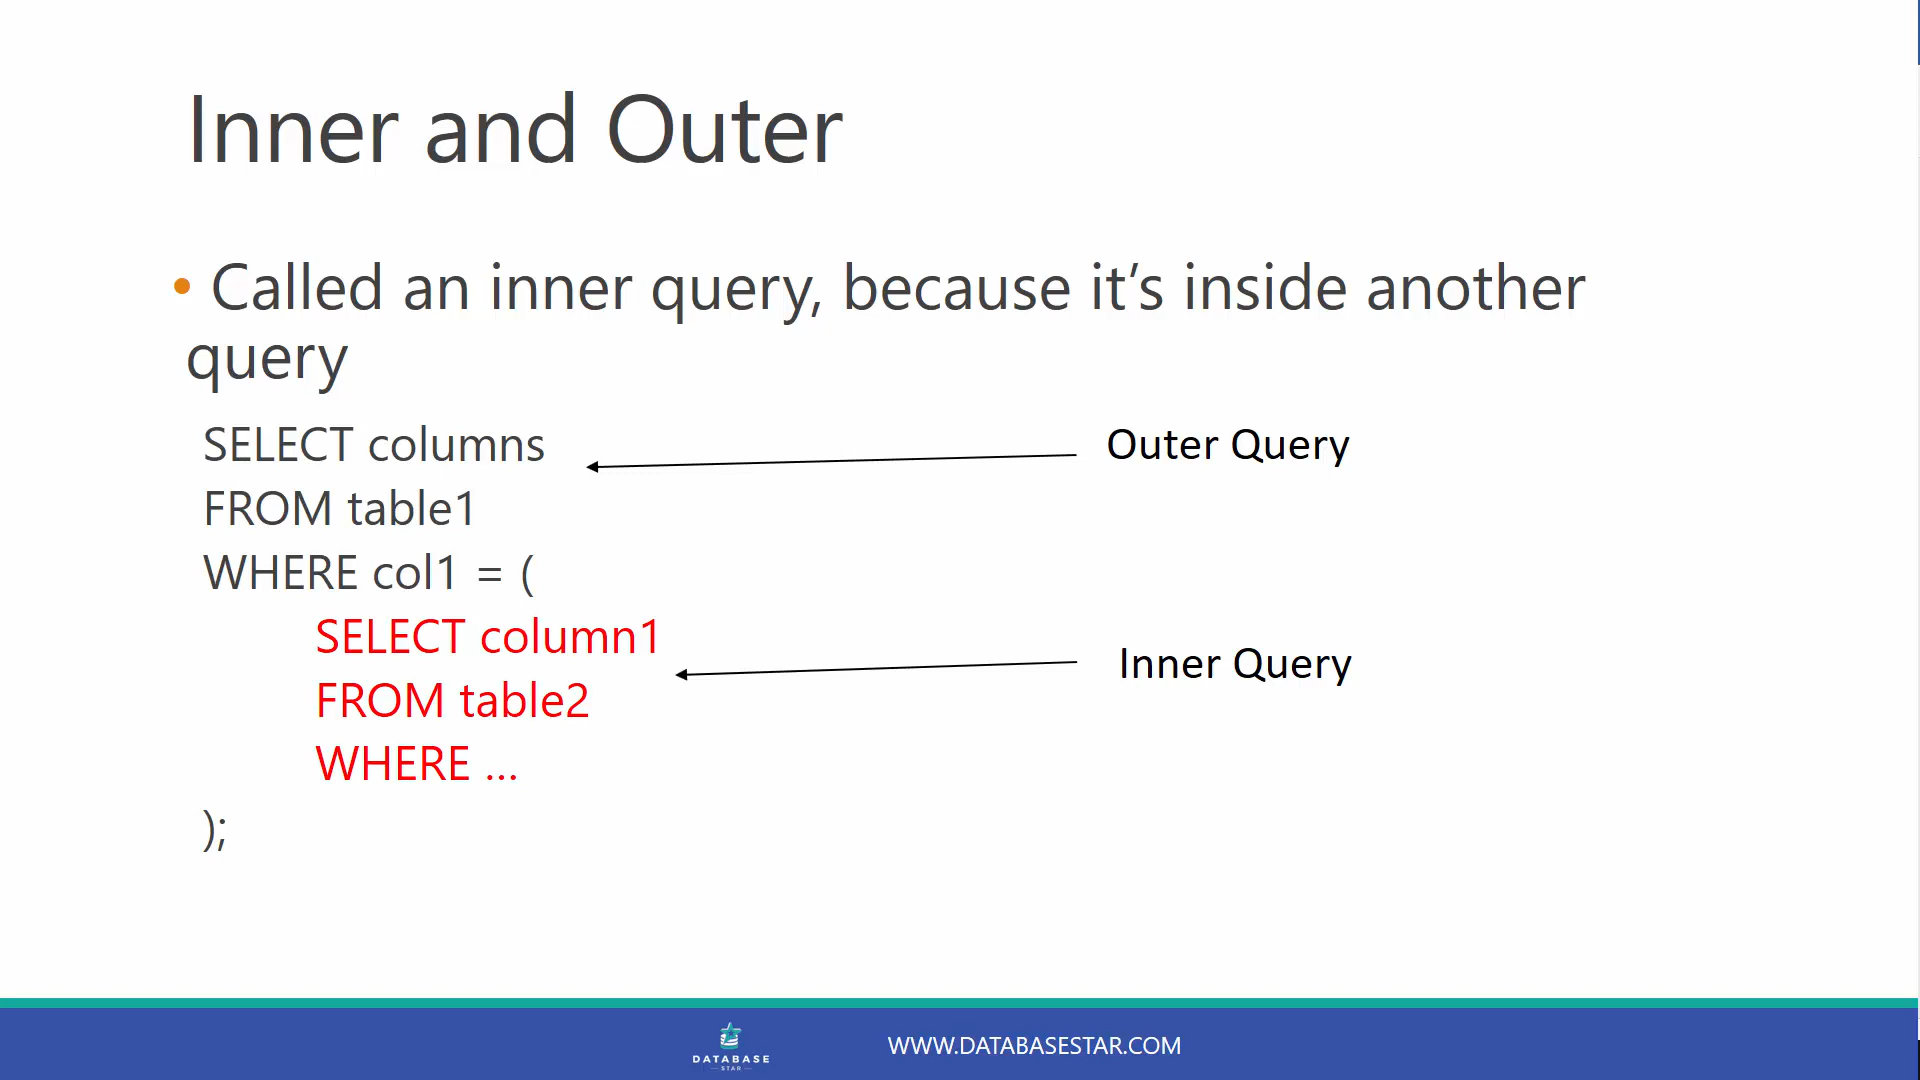 Inner and Outer
• Called an inner query, because it’s inside another
query
SELECT columns
Outer Query
FROM table1
WHERE col1 = (
SELECT column1
Inner Query
FROM table2
WHERE …
);
DATABASE
STAR
WWW.DATABASESTAR.COM